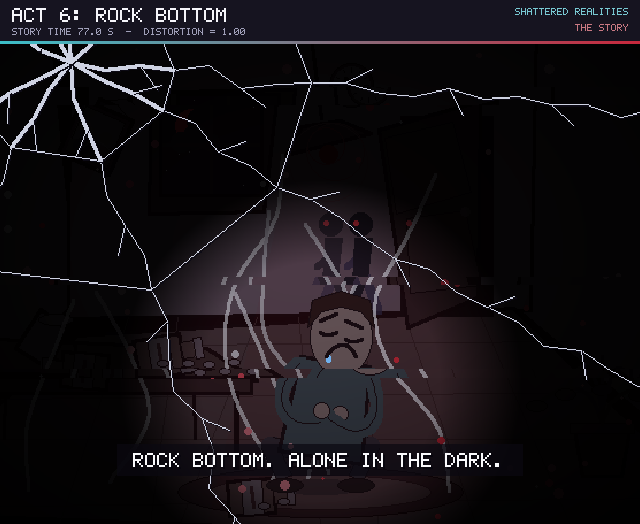 ACT 6: ROCK BOTTOM
STORY TIME 77.0 S  -  DISTORTION = 1.00
SHATTERED REALITIES
THE STORY
ROCK BOTTOM. ALONE IN THE DARK.